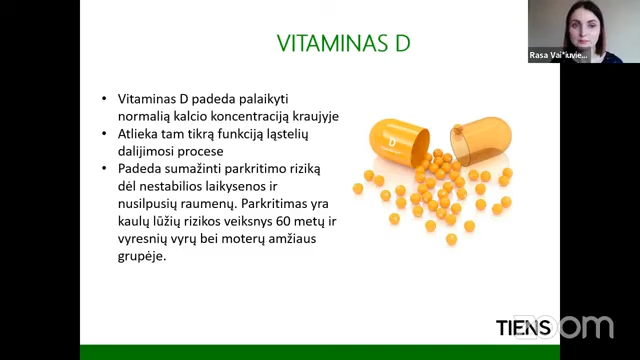 VITAMINAS D
Rasa Vai*iuvie...
• Vitaminas D padeda palaikyti
normalią kalcio koncentraciją kraujyje
• Atlieka tam tikrą funkciją ląstelių
dalijimosi procese
• Padeda sumažinti parkritimo riziką
dėl nestabilios laikysenos ir
nusilpusių raumenų. Parkritimas yra
kaulų lūžių rizikos veiksnys 60 metų ir
vyresnių vyrų bei moterų amžiaus
grupėje.
D
TIENS
zoom